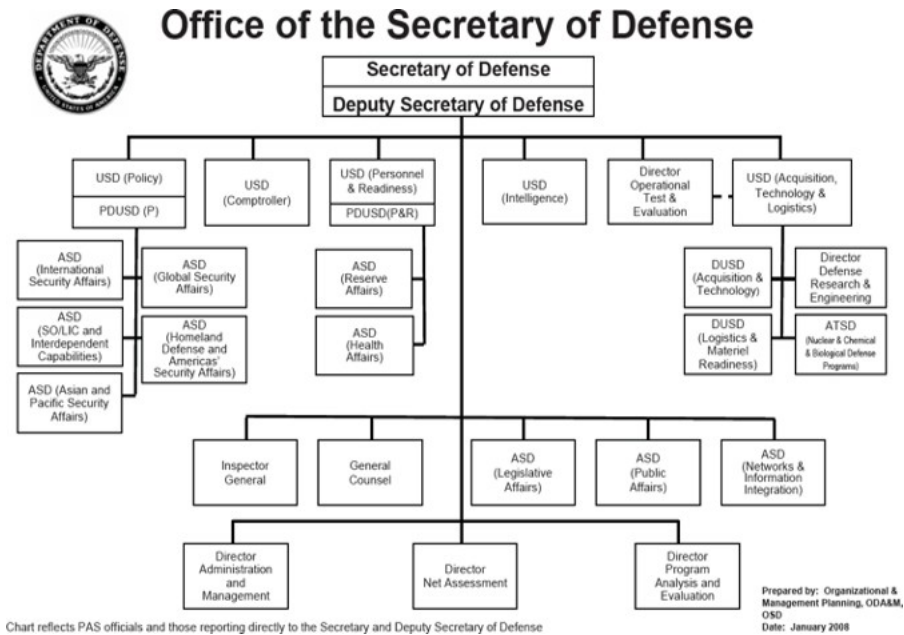 Office of the Secretary of Defense
DEPARTMENT OF DEFENSE
UNITED STATES OF AMERICA
Secretary of Defense
Deputy Secretary of Defense
USD (Policy)
PDUSD (P)
USD
(Comptroller)
USD (Personnel
& Readiness)
PDUSD(P&R)
USD
(Intelligence)
Director
Operational
Test &
Evaluation
USD (Acquisition,
Technology &
Logistics)
ASD
(International
Security Affairs)
ASD
(Global Security
Affairs)
ASD
(SO/LIC and
Interdependent
Capabilities)
ASD
(Homeland
Defense and
Americas'
Security Affairs)
ASD (Asian and
Pacific Security
Affairs)
ASD
(Reserve
Affairs)
ASD
(Health
Affairs)
DUSD
(Acquisition &
Technology)
Director
Defense
Research &
Engineering
DUSD
(Logistics &
Materiel
Readiness)
ATSD
(Nuclear & Chemical
& Biological Defense
Programs)
Inspector
General
General
Counsel
ASD
(Legislative
Affairs)
ASD
(Public
Affairs)
ASD
(Networks &
Information
Integration)
Director
Administration
and
Management
Director
Net Assessment
Director
Program
Analysis and
Evaluation
Prepared by: Organizational &
Management Planning, ODA&M,
OSD
Date: January 2008
Chart reflects PAS officials and those reporting directly to the Secretary and Deputy Secretary of Defense